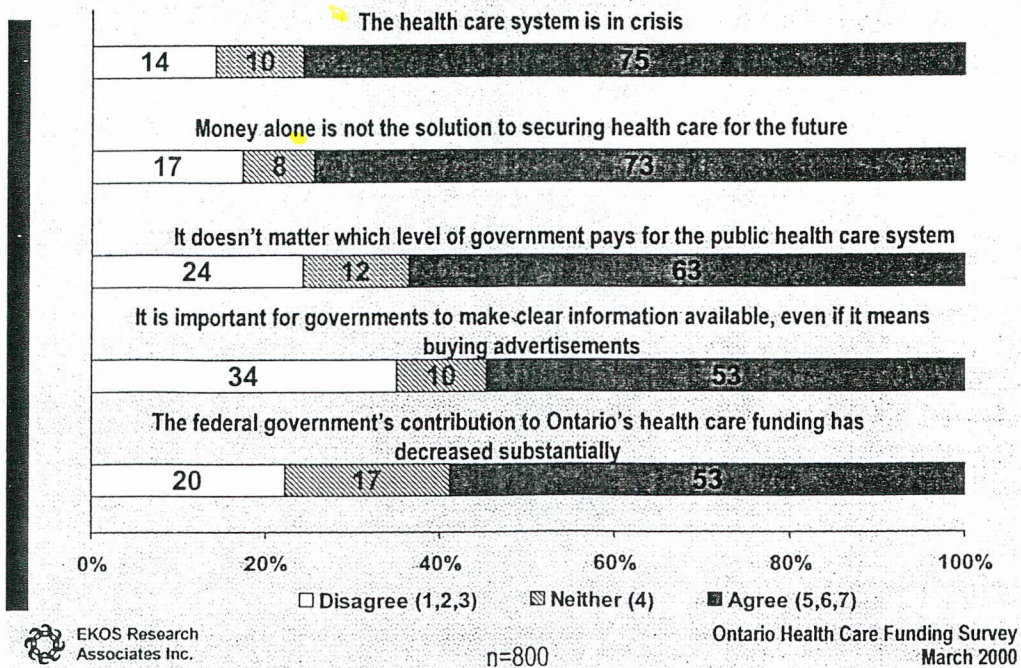 The health care system is in crisis
14 10 75
Money alone is not the solution to securing health care for the future
17 8 73
It doesn't matter which level of government pays for the public health care system
24 12 63
It is important for governments to make clear information available, even if it means
buying advertisements
34 10 53
The federal government's contribution to Ontario's health care funding has
decreased substantially
20 17 53
0% 20% 40% 60% 80% 100%
Disagree (1,2,3) Neither (4) Agree (5,6,7)
EKOS Research
Associates Inc.
n=800
Ontario Health Care Funding Survey
March 2000